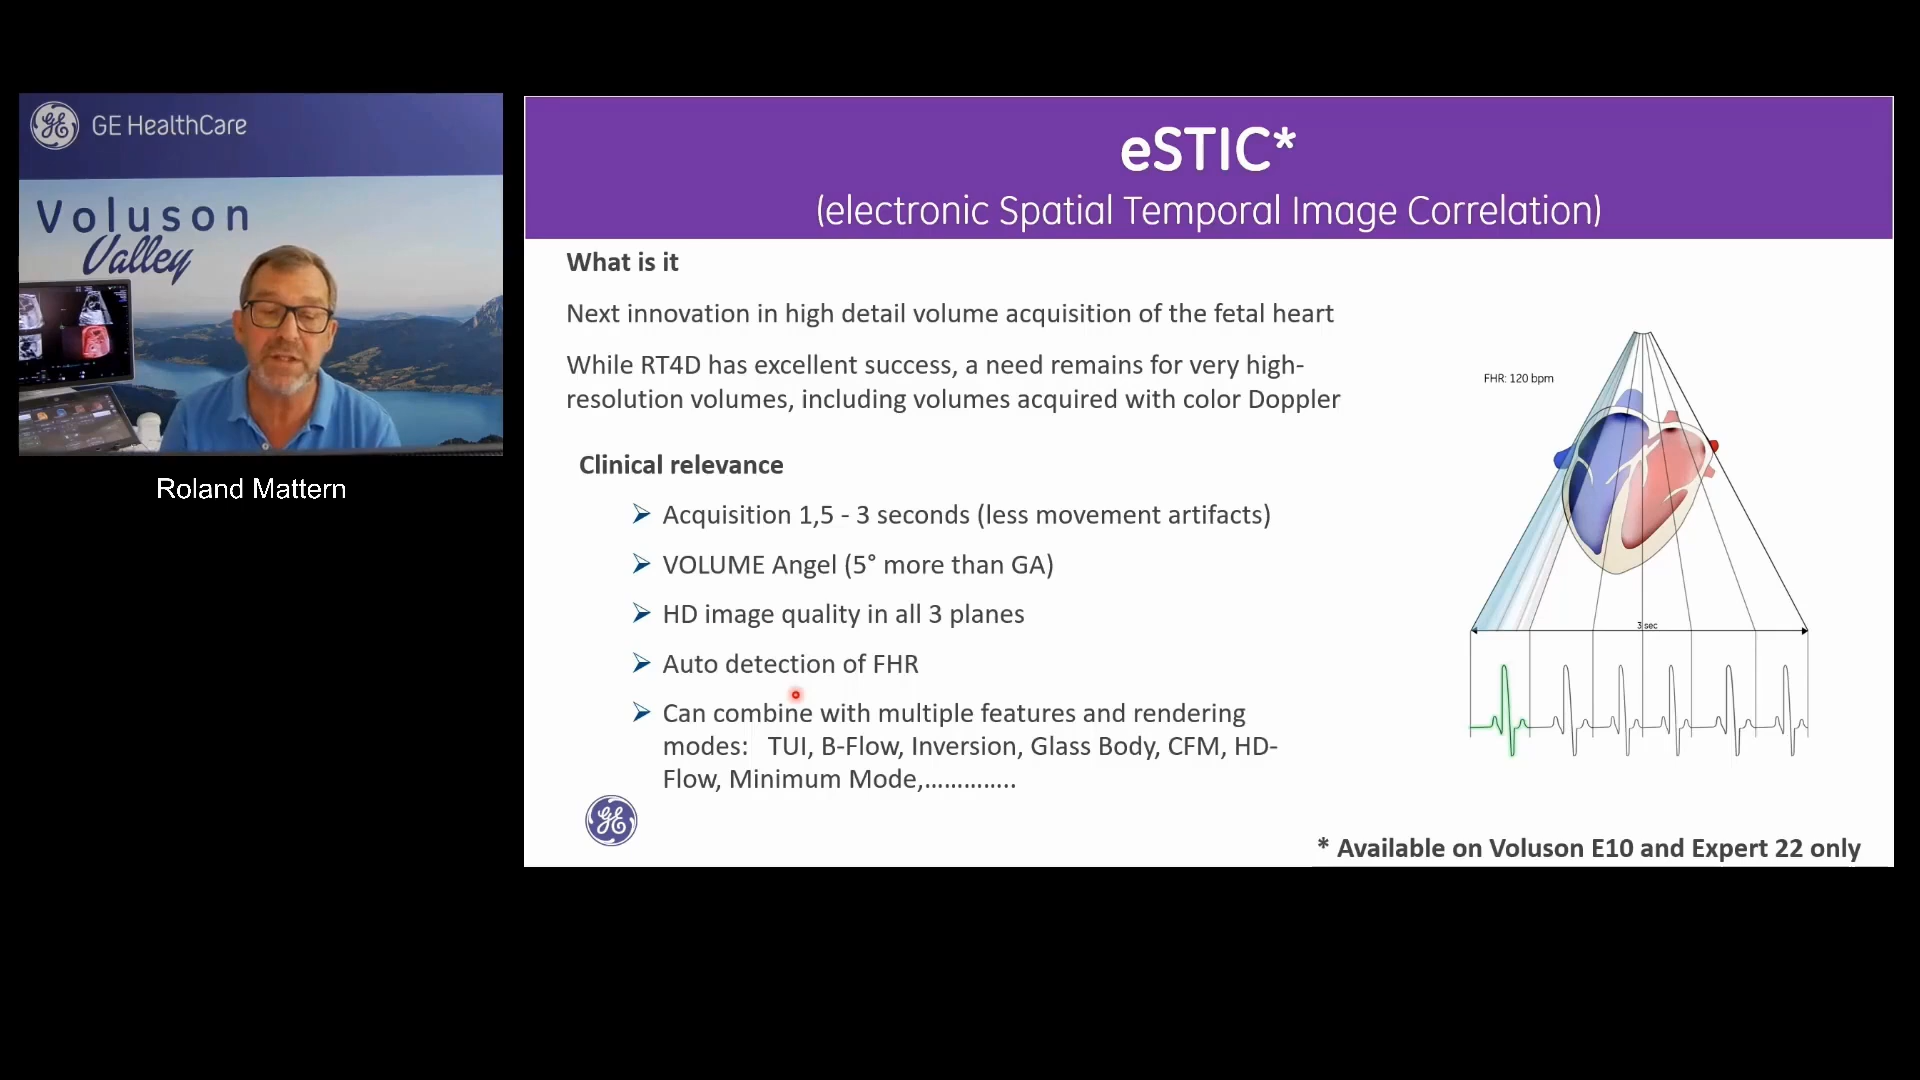 GE HealthCare
Voluson
Valley
Roland Mattern
eSTIC*
(electronic Spatial Temporal Image Correlation)
What is it
Next innovation in high detail volume acquisition of the fetal heart
While RT4D has excellent success, a need remains for very high-
resolution volumes, including volumes acquired with color Doppler
Clinical relevance
Acquisition 1,5 - 3 seconds (less movement artifacts)
VOLUME Angel (5° more than GA)
HD image quality in all 3 planes
Auto detection of FHR
Can combine with multiple features and rendering
modes: TUI, B-Flow, Inversion, Glass Body, CFM, HD-
Flow, Minimum Mode,…………..
FHR: 120 bpm
3 sec
* Available on Voluson E10 and Expert 22 only